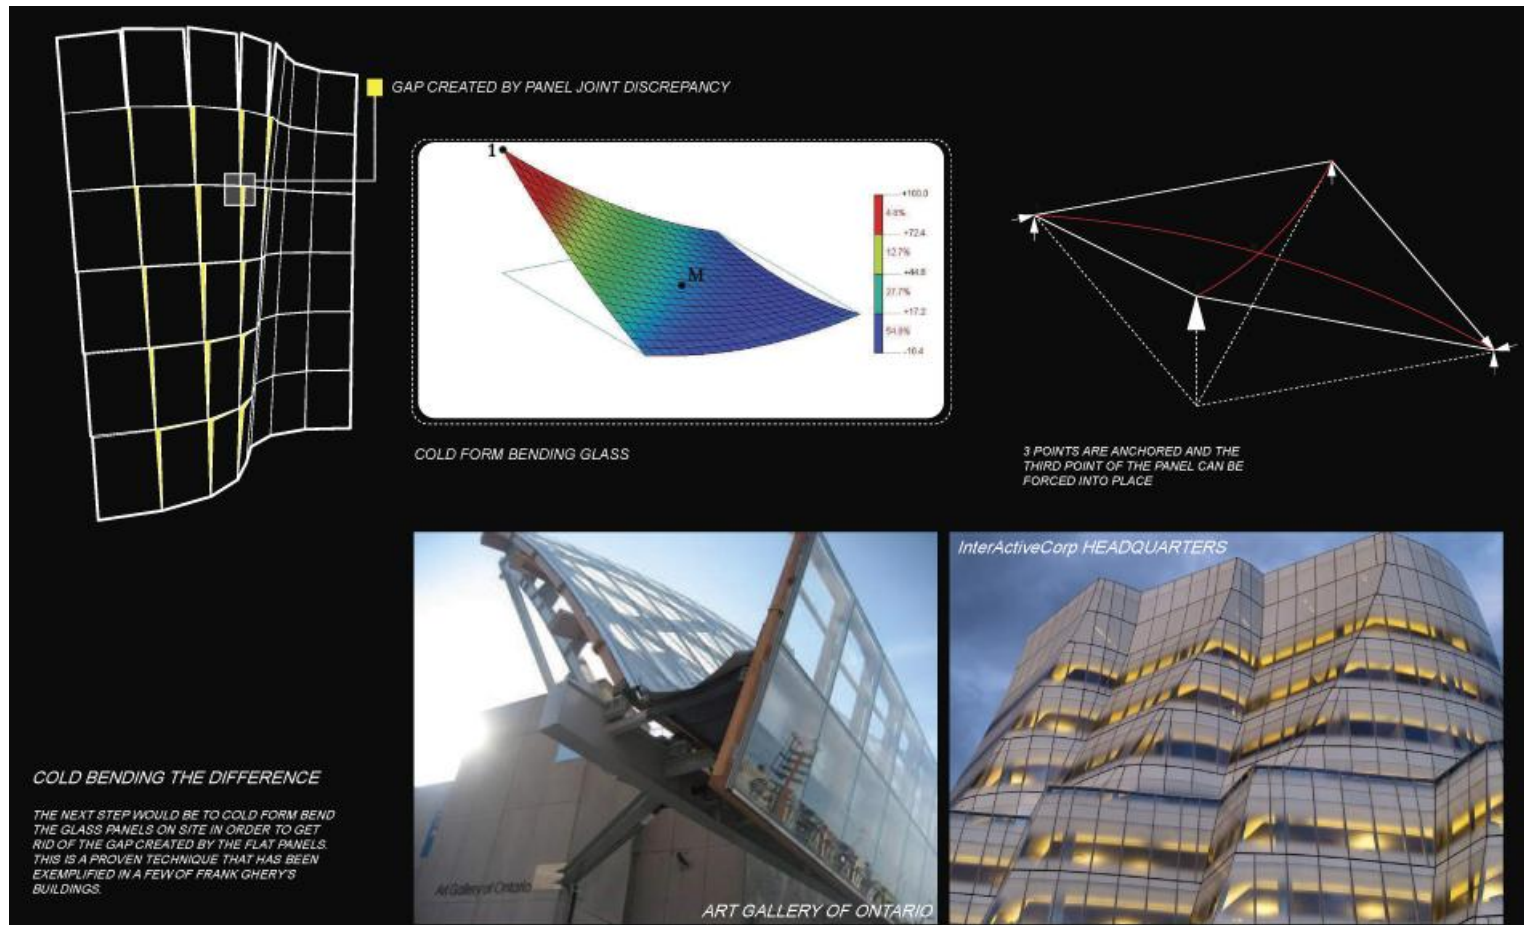 GAP CREATED BY PANEL JOINT DISCREPANCY
1
M
+100.0
4.8%
+72.4
12.7%
+44.8
27.7%
+17.2
54.8%
-10.4
COLD FORM BENDING GLASS
3 POINTS ARE ANCHORED AND THE
THIRD POINT OF THE PANEL CAN BE
FORCED INTO PLACE
InterActiveCorp HEADQUARTERS
COLD BENDING THE DIFFERENCE
THE NEXT STEP WOULD BE TO COLD FORM BEND
THE GLASS PANELS ON SITE IN ORDER TO GET
RID OF THE GAP CREATED BY THE FLAT PANELS.
THIS IS A PROVEN TECHNIQUE THAT HAS BEEN
EXEMPLIFIED IN A FEW OF FRANK GHERY'S
BUILDINGS.
Art Gallery of Ontario
ART GALLERY OF ONTARIO